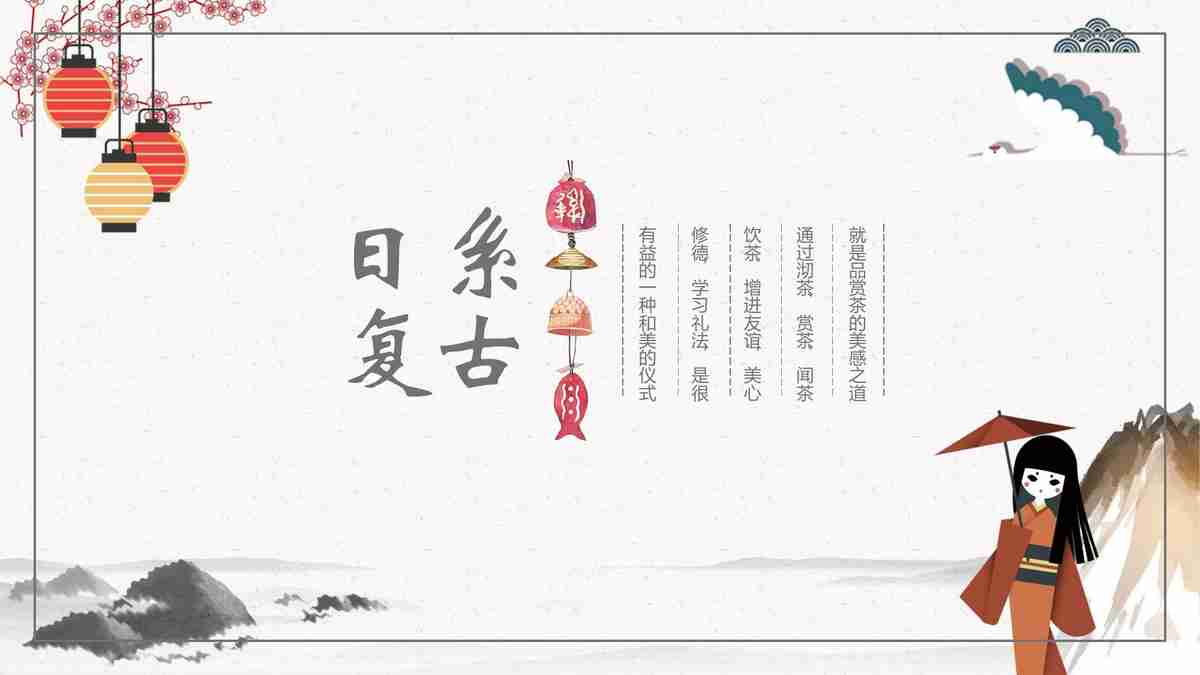 日系
复古
就是品赏茶的美感之道
通过沏茶、赏茶、闻茶
饮茶、增进友谊，美心
修德，学习礼法，是很
有益的一种和美的仪式